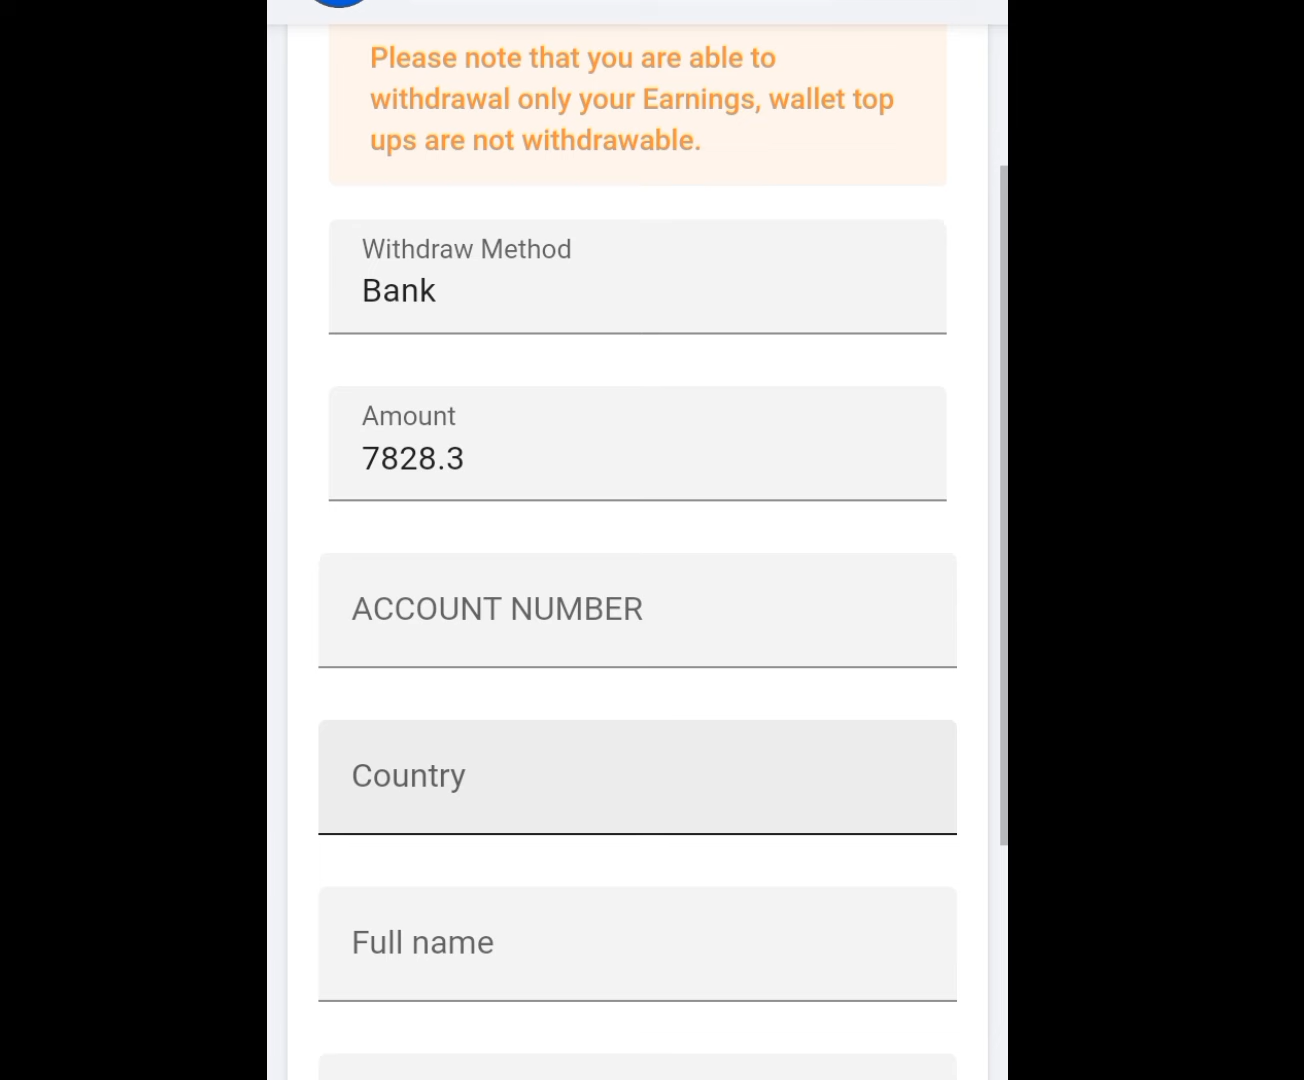 Please note that you are able to
withdrawal only your Earnings, wallet top
ups are not withdrawable.
Withdraw Method
Bank
Amount
7828.3
ACCOUNT NUMBER
Country
Full name